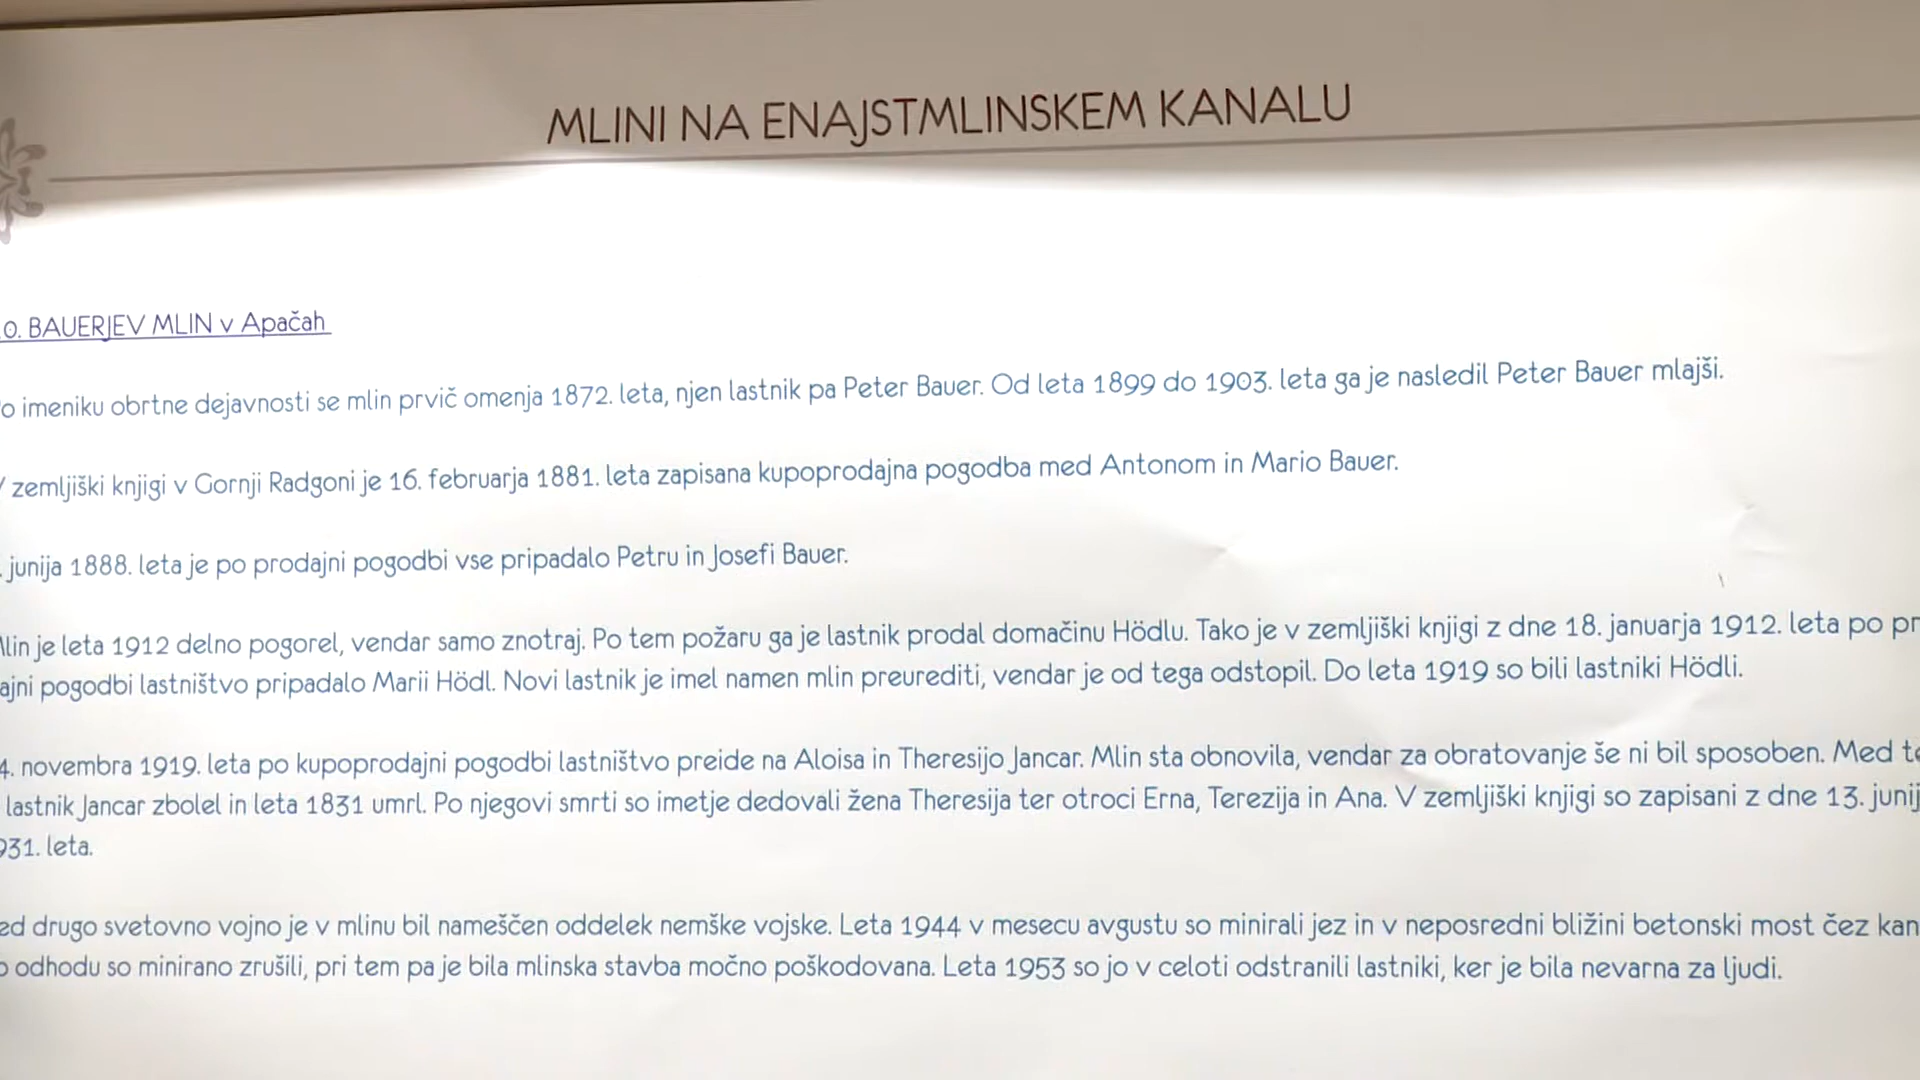 MLINI NA ENAJSTMLINSKEM KANALU
0. BAUERJEV MLIN v Apačah
o imeniku obrtne dejavnosti se mlin prvič omenja 1872. leta, njen lastnik pa Peter Bauer. Od leta 1899 do 1903. leta ga je nasledil Peter Bauer mlajši.
V zemljiški knjigi v Gornji Radgoni je 16. februarja 1881. leta zapisana kupoprodajna pogodba med Antonom in Mario Bauer.
. junija 1888. leta je po prodajni pogodbi vse pripadalo Petru in Josefi Bauer.
lin je leta 1912 delno pogorel, vendar samo znotraj. Po tem požaru ga je lastnik prodal domačinu Hödlu. Tako je v zemljiški knjigi z dne 18. januarja 1912. leta po pr
ajni pogodbi lastništvo pripadalo Marii Hödl. Novi lastnik je imel namen mlin preurediti, vendar je od tega odstopil. Do leta 1919 so bili lastniki Hödli.
4. novembra 1919. leta po kupoprodajni pogodbi lastništvo preide na Aloisa in Theresijo Jancar. Mlin sta obnovila, vendar za obratovanje še ni bil sposoben. Med te
lastnik Jancar zbolel in leta 1831 umrl. Po njegovi smrti so imetje dedovali žena Theresija ter otroci Erna, Terezija in Ana. V zemljiški knjigi so zapisani z dne 13. junij
931. leta.
ed drugo svetovno vojno je v mlinu bil nameščen oddelek nemške vojske. Leta 1944 v mesecu avgustu so minirali jez in v neposredni bližini betonski most čez kan
o odhodu so minirano zrušili, pri tem pa je bila mlinska stavba močno poškodovana. Leta 1953 so jo v celoti odstranili lastniki, ker je bila nevarna za ljudi.